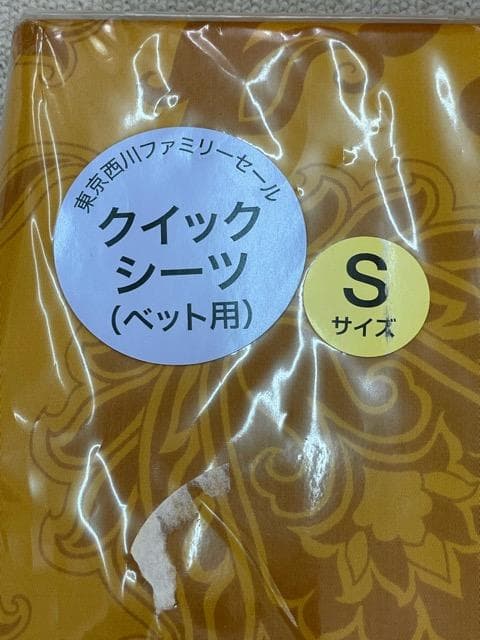 東京西川ファミリーセール
クイック
シーツ
(ベット用)
S
サイズ